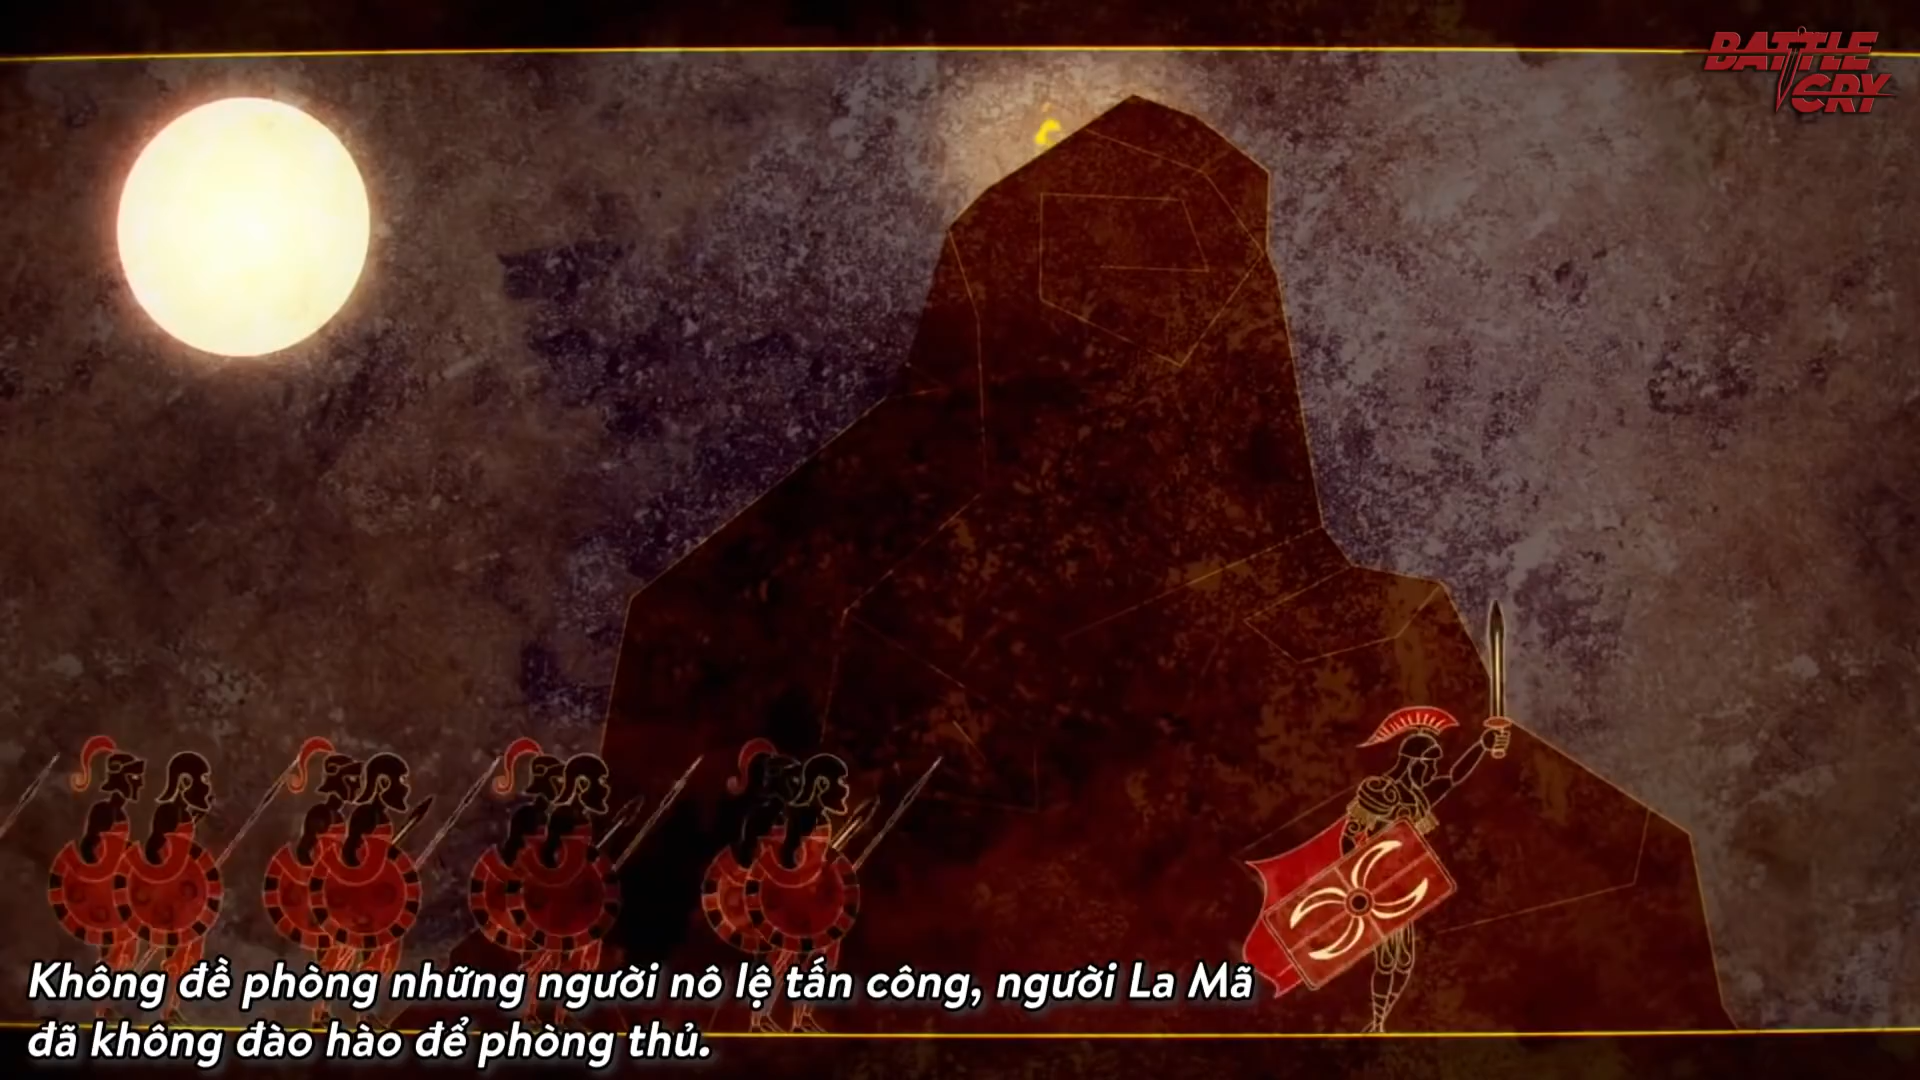 BATTLE
CRY
Không đề phòng những người nô lệ tấn công, người La Mã
đã không đào hào để phòng thủ.